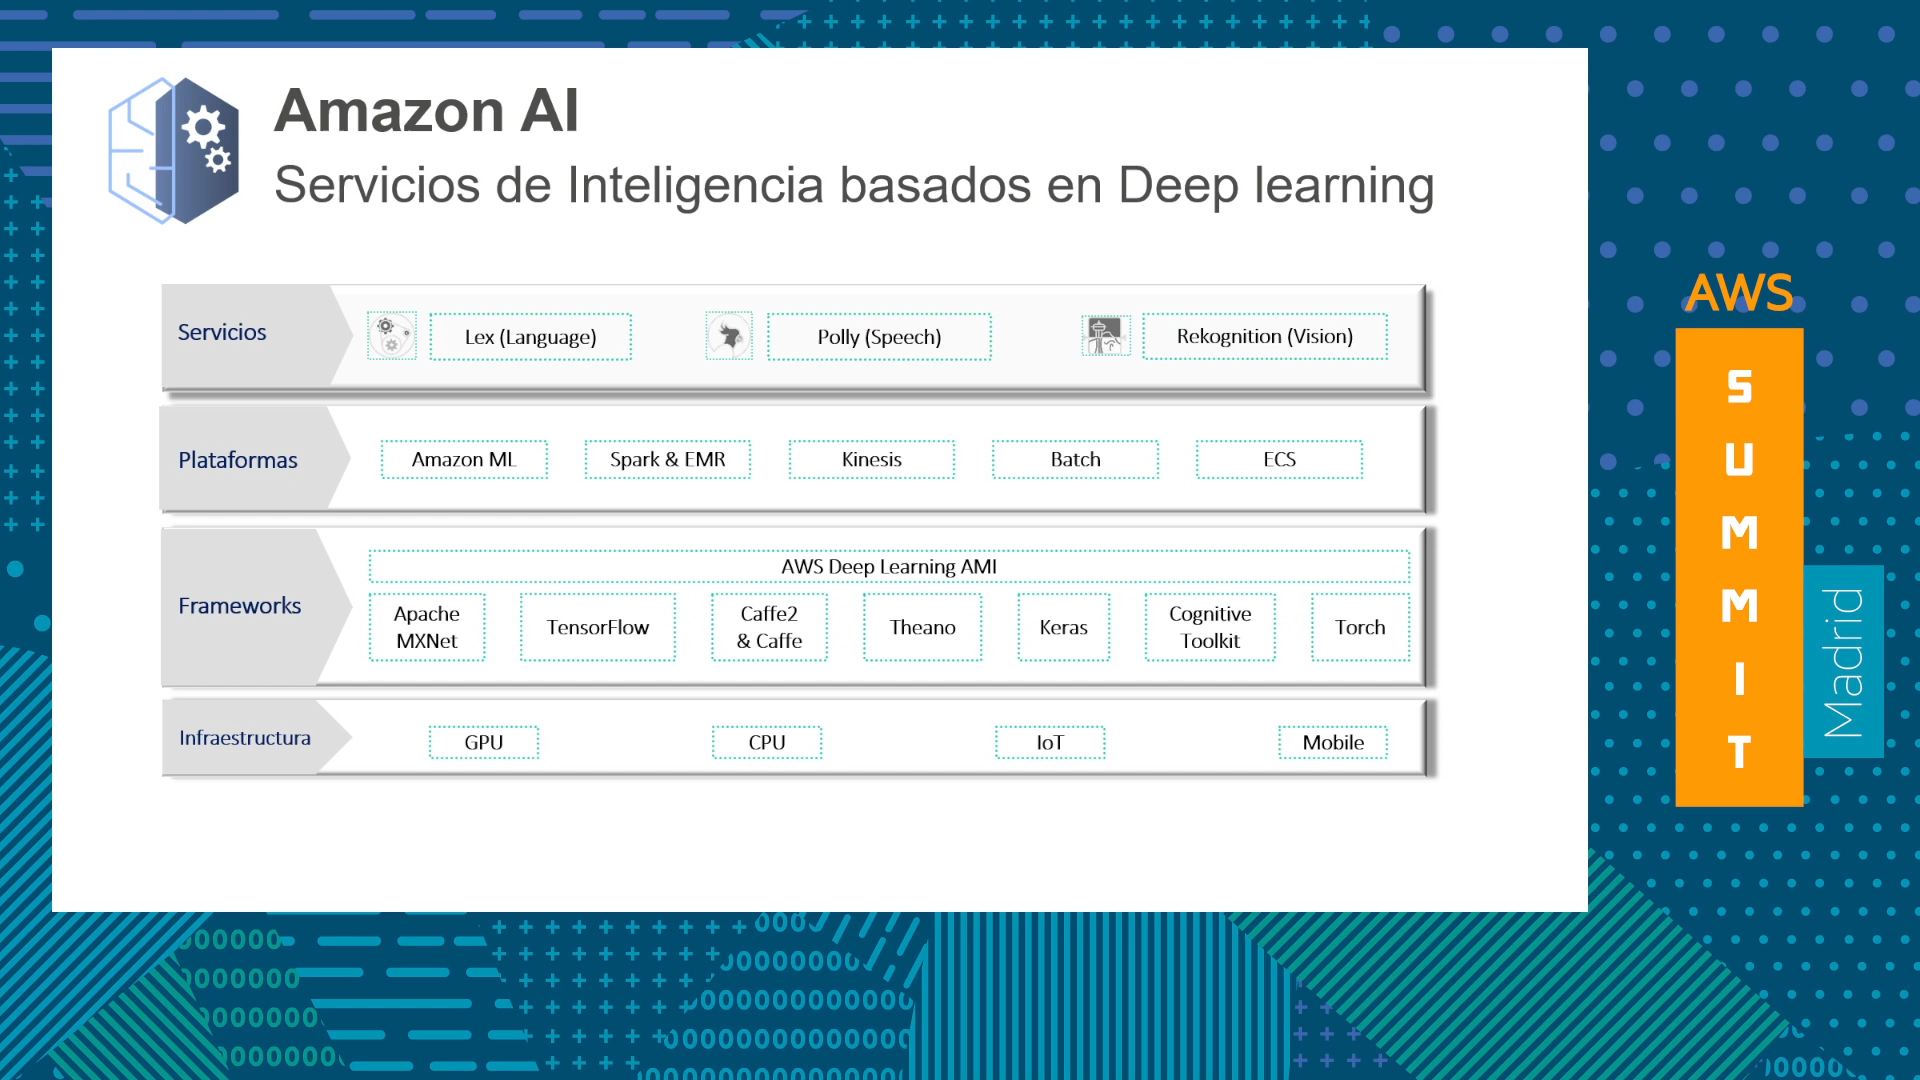 Amazon AI
Servicios de Inteligencia basados en Deep learning
Servicios
Lex (Language)
Polly (Speech)
Rekognition (Vision)
Plataformas
Amazon ML
Spark & EMR
Kinesis
Batch
ECS
Frameworks
AWS Deep Learning AMI
Apache
MXNet
TensorFlow
Caffe2
& Caffe
Theano
Keras
Cognitive
Toolkit
Torch
Infraestructura
GPU
CPU
IoT
Mobile
AWS
SUMMIT
Madrid